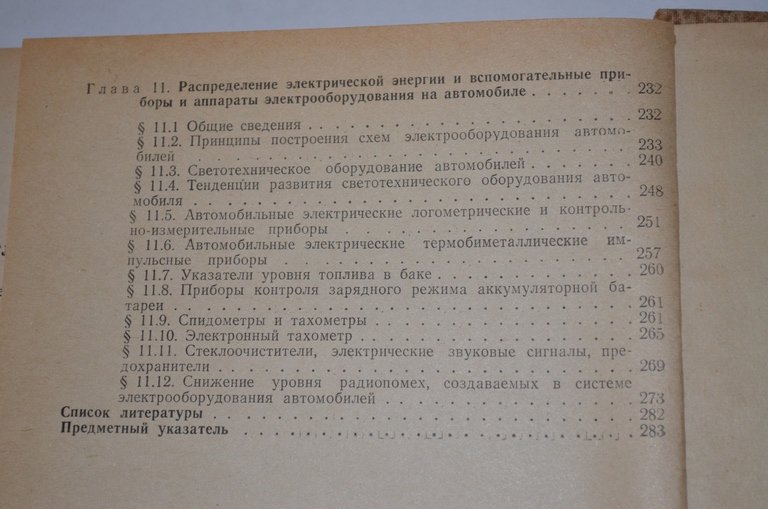 Глава 11. Распределение электрической энергии и вспомогательные при-
боры и аппараты электрооборудования на автомобиле . . . . . . . 232
§ 11.1 Общие сведения . . . . . . . . . . . . . . . . . 232
§ 11.2. Принципы построения схем электрооборудования автомо-
билей . . . . . . . . . . . . . . . . . . . . . . 233
§ 11.3. Светотехническое оборудование автомобилей . . . . . . . 240
§ 11.4. Тенденции развития светотехнического оборудования авто-
мобиля . . . . . . . . . . . . . . . . . . . . . . 248
§ 11.5. Автомобильные электрические логометрические и контроль-
но-измерительные приборы . . . . . . . . . . . . . . . 251
§ 11.6. Автомобильные электрические термобиметаллические им-
пульсные приборы . . . . . . . . . . . . . . . . . . 257
§ 11.7. Указатели уровня топлива в баке . . . . . . . . . . . 260
§ 11.8. Приборы контроля зарядного режима аккумуляторной ба-
тареи . . . . . . . . . . . . . . . . . . . . . . . 261
§ 11.9. Спидометры и тахометры . . . . . . . . . . . . . . 261
§ 11.10. Электронный тахометр . . . . . . . . . . . . . . . 265
§ 11.11. Стеклоочистители, электрические звуковые сигналы, пре-
дохранители . . . . . . . . . . . . . . . . . . . . 269
§ 11.12. Снижение уровня радиопомех, создаваемых в системе
электрооборудования автомобилей . . . . . . . . . . . . . 273
Список литературы . . . . . . . . . . . . . . . . . . . . . 282
Предметный указатель . . . . . . . . . . . . . . . . . . . . 283